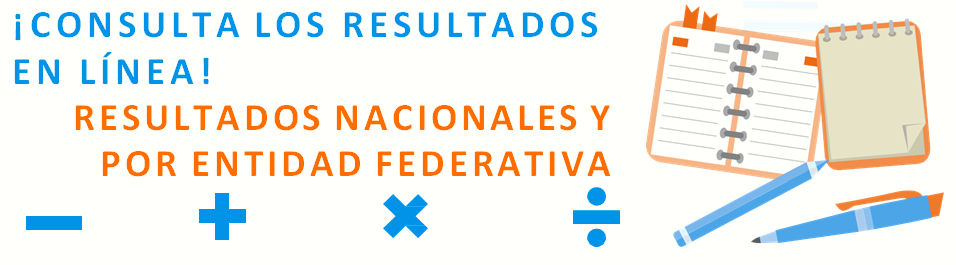 ¡CONSULTA LOS RESULTADOS
EN LÍNEA!
RESULTADOS NACIONALES Y
POR ENTIDAD FEDERATIVA
− + × ÷